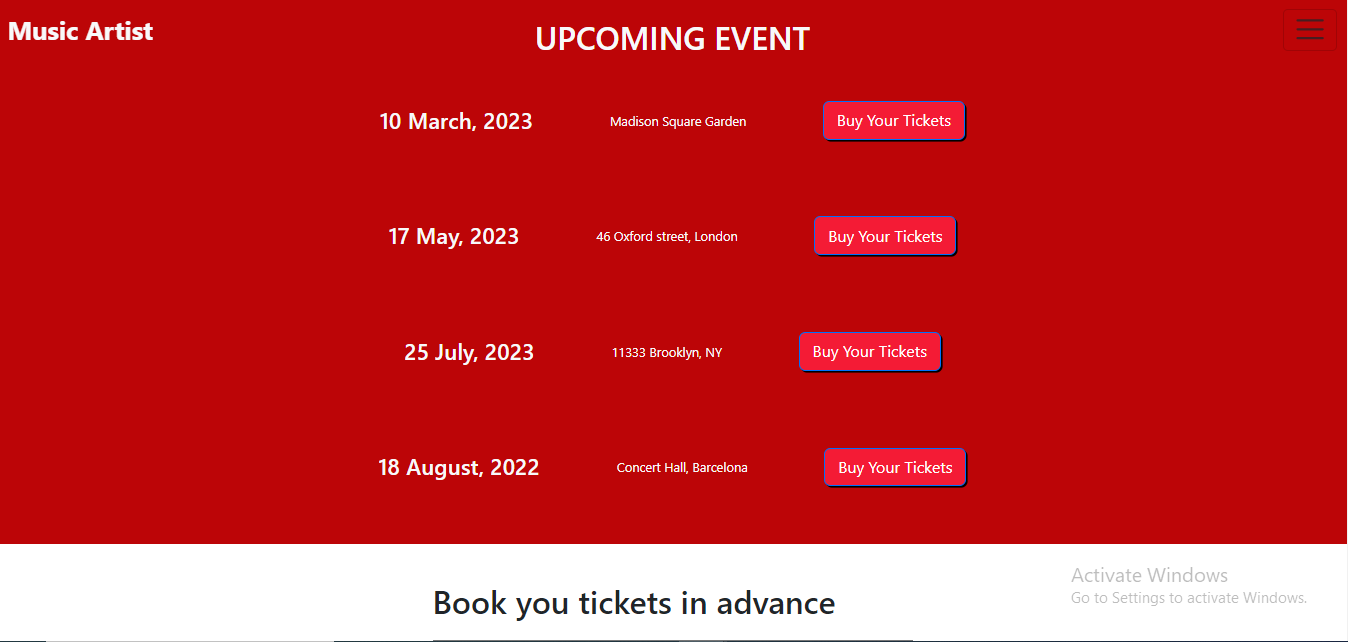 Music Artist
UPCOMING EVENT
10 March, 2023 Madison Square Garden Buy Your Tickets
17 May, 2023 46 Oxford street, London Buy Your Tickets
25 July, 2023 11333 Brooklyn, NY Buy Your Tickets
18 August, 2022 Concert Hall, Barcelona Buy Your Tickets
Book you tickets in advance
Activate Windows
Go to Settings to activate Windows.